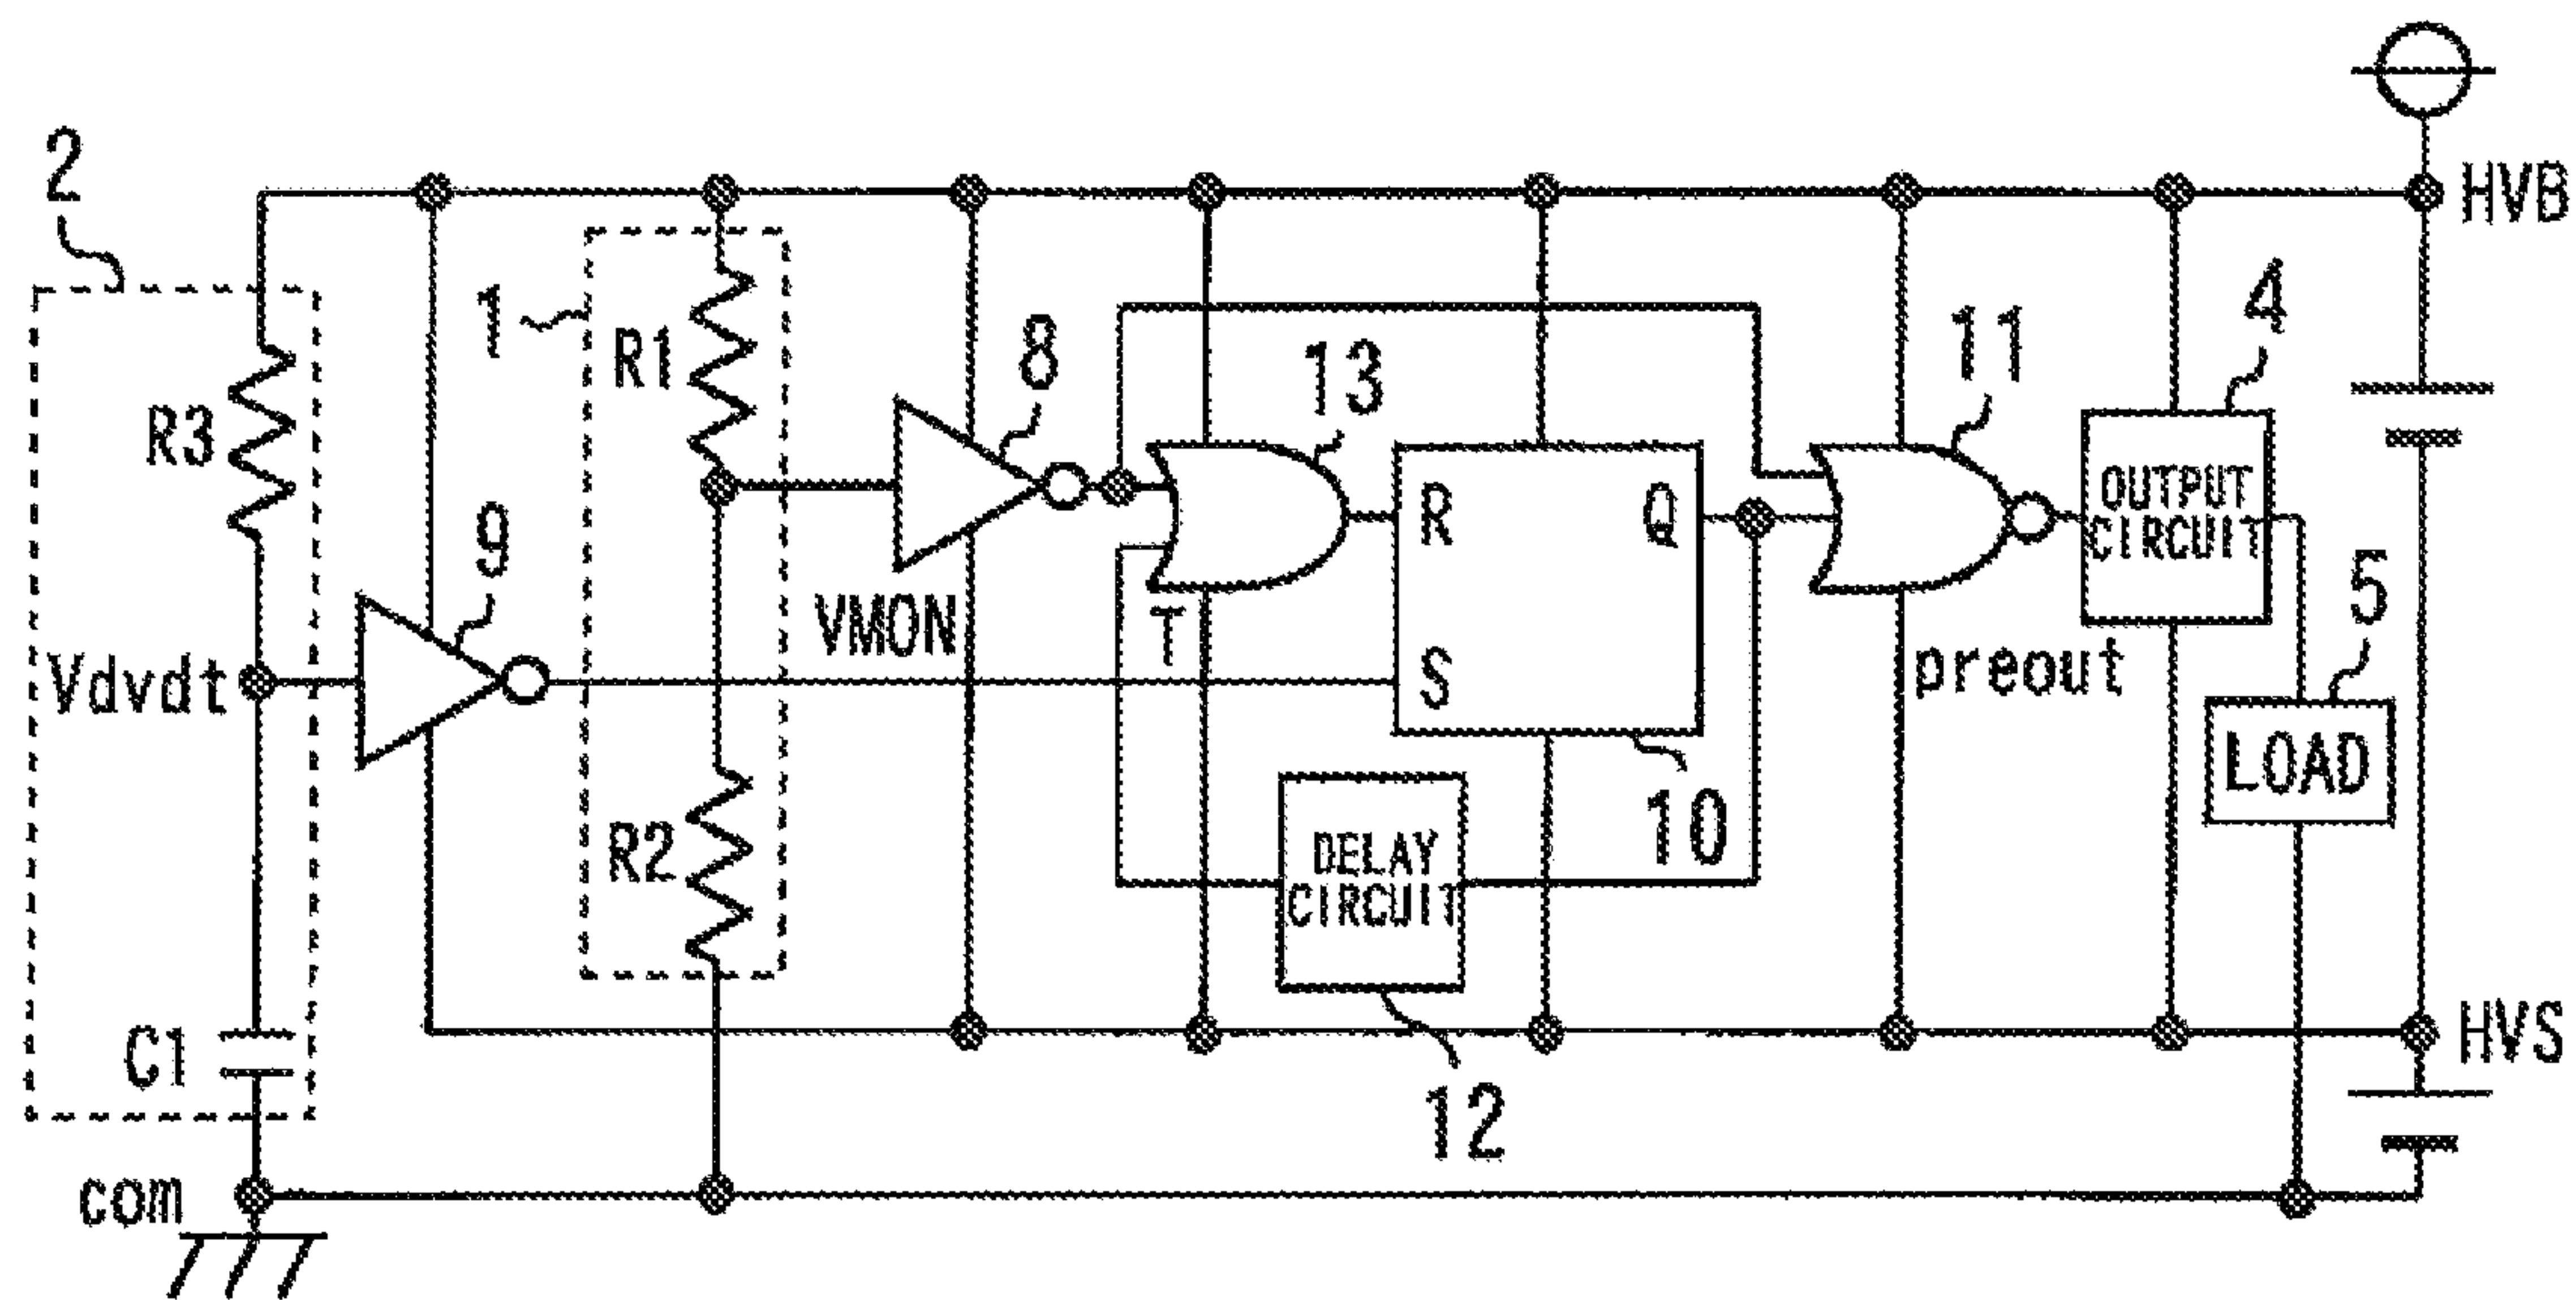 2
HVB
1
R1
8
13
11
4
R3
9
R
Q
OUTPUT
CIRCUIT
5
VMON
T
S
Vdvdt
preout
LOAD
R2
DELAY
CIRCUIT
10
C1
HVS
12
com